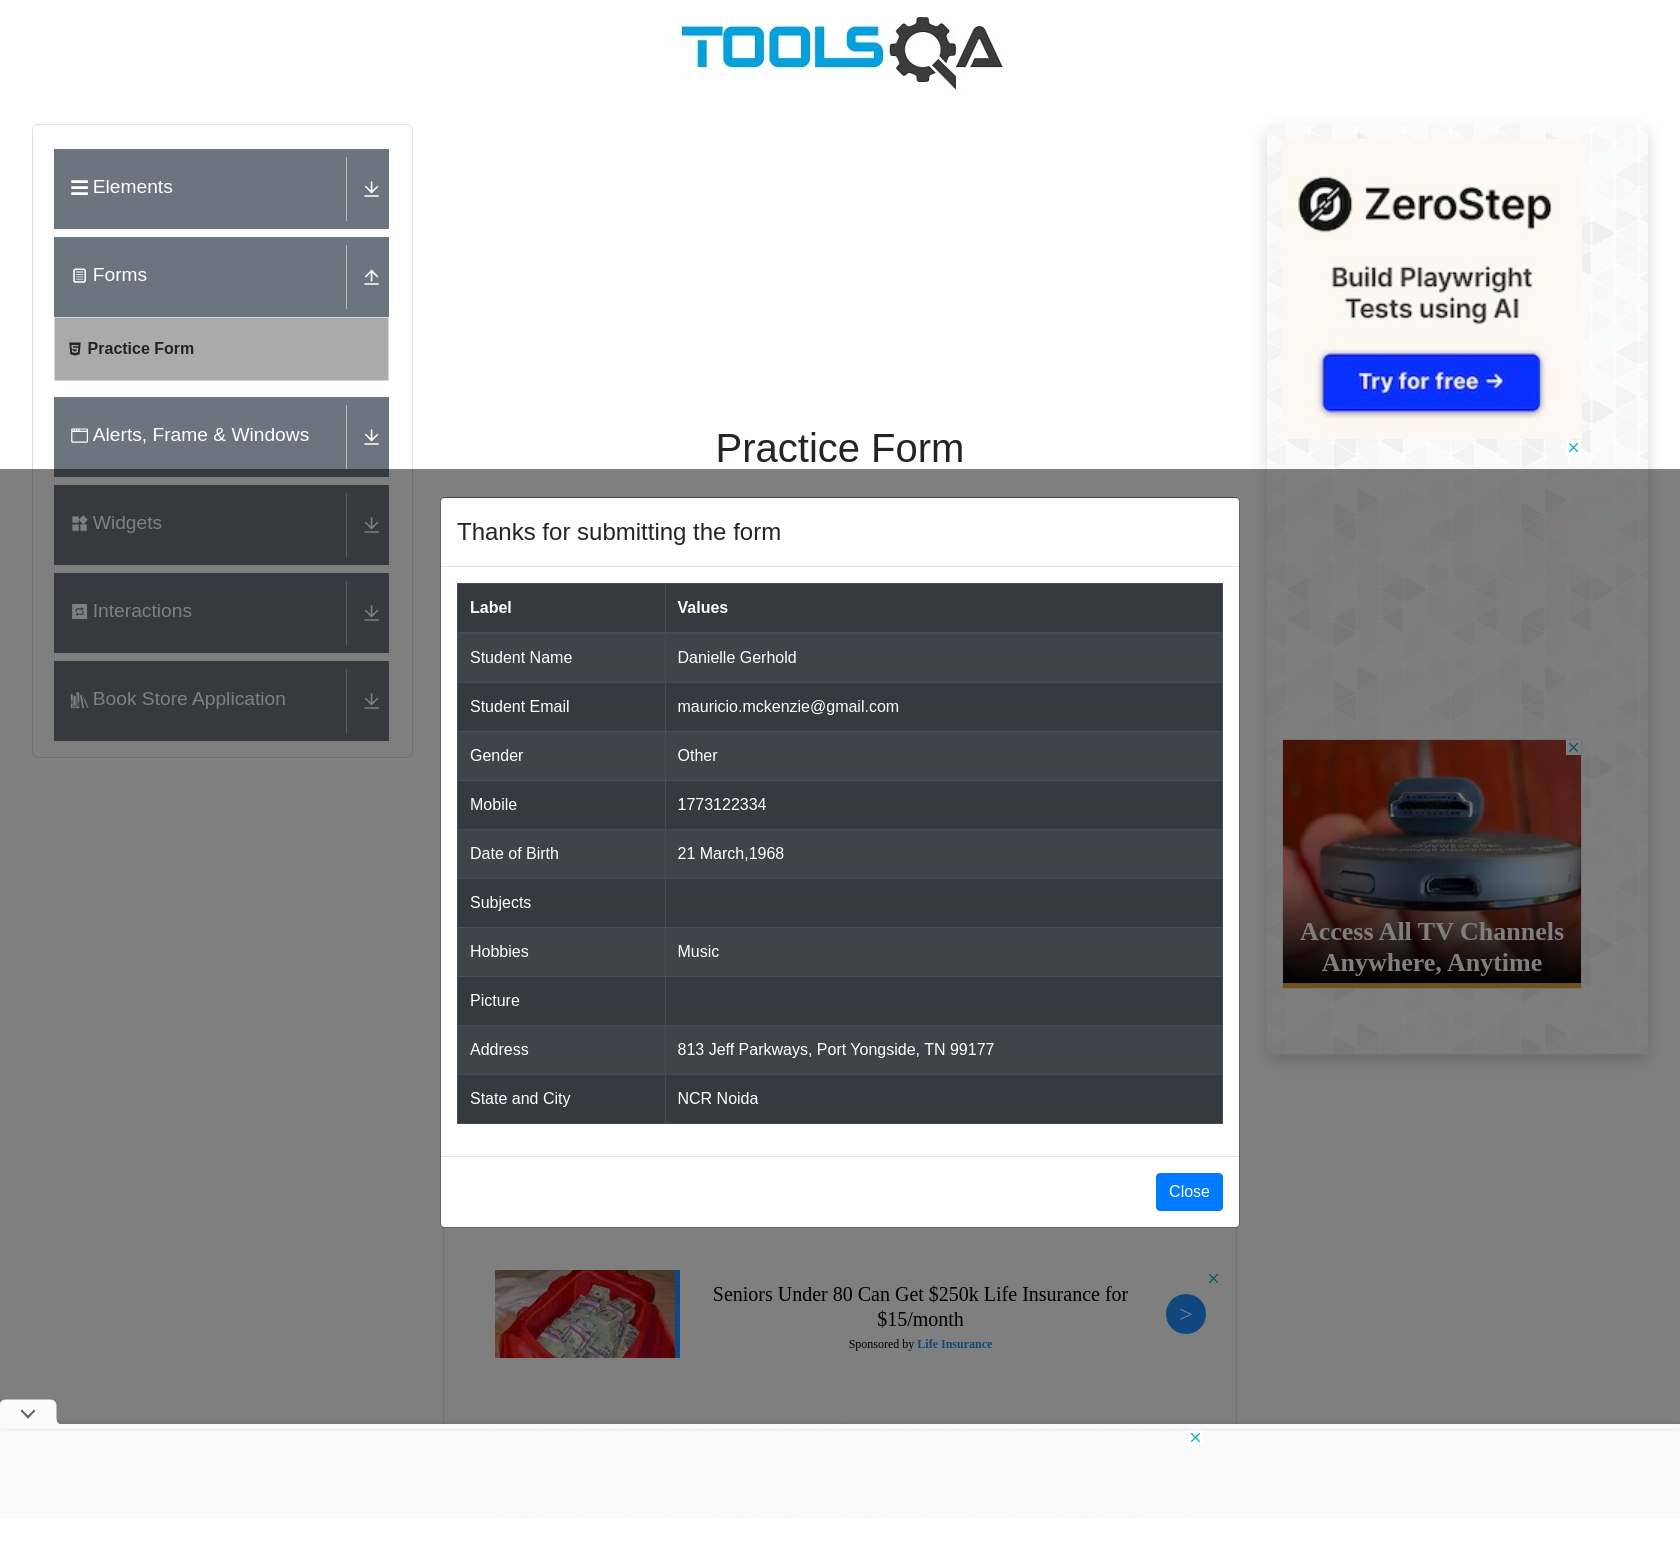 TOOLSQA
Elements
Forms
Practice Form
Alerts, Frame & Windows
Widgets
Interactions
Book Store Application
Practice Form
Thanks for submitting the form
Label Values
Student Name Danielle Gerhold
Student Email mauricio.mckenzie@gmail.com
Gender Other
Mobile 1773122334
Date of Birth 21 March,1968
Subjects
Hobbies Music
Picture
Address 813 Jeff Parkways, Port Yongside, TN 99177
State and City NCR Noida
Close
Seniors Under 80 Can Get $250k Life Insurance for
$15/month
Sponsored by Life Insurance
>
ZeroStep
Build Playwright
Tests using AI
Try for free →
Access All TV Channels
Anywhere, Anytime